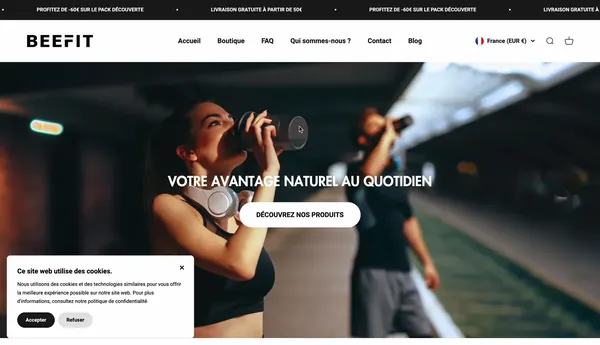 PROFITEZ DE -60€ SUR LE PACK DÉCOUVERTE • LIVRAISON GRATUITE À PARTIR DE 50€ • PROFITEZ DE -60€ SUR LE PACK DÉCOUVERTE • LIVRAISON GRATUITE À
BEEFIT Accueil Boutique FAQ Qui sommes-nous ? Contact Blog France (EUR €)
VOTRE AVANTAGE NATUREL AU QUOTIDIEN
DÉCOUVREZ NOS PRODUITS
Ce site web utilise des cookies.
Nous utilisons des cookies et des technologies similaires pour vous offrir
la meilleure expérience possible sur notre site web. Pour plus
d'informations, consultez notre politique de confidentialité.
Accepter Refuser